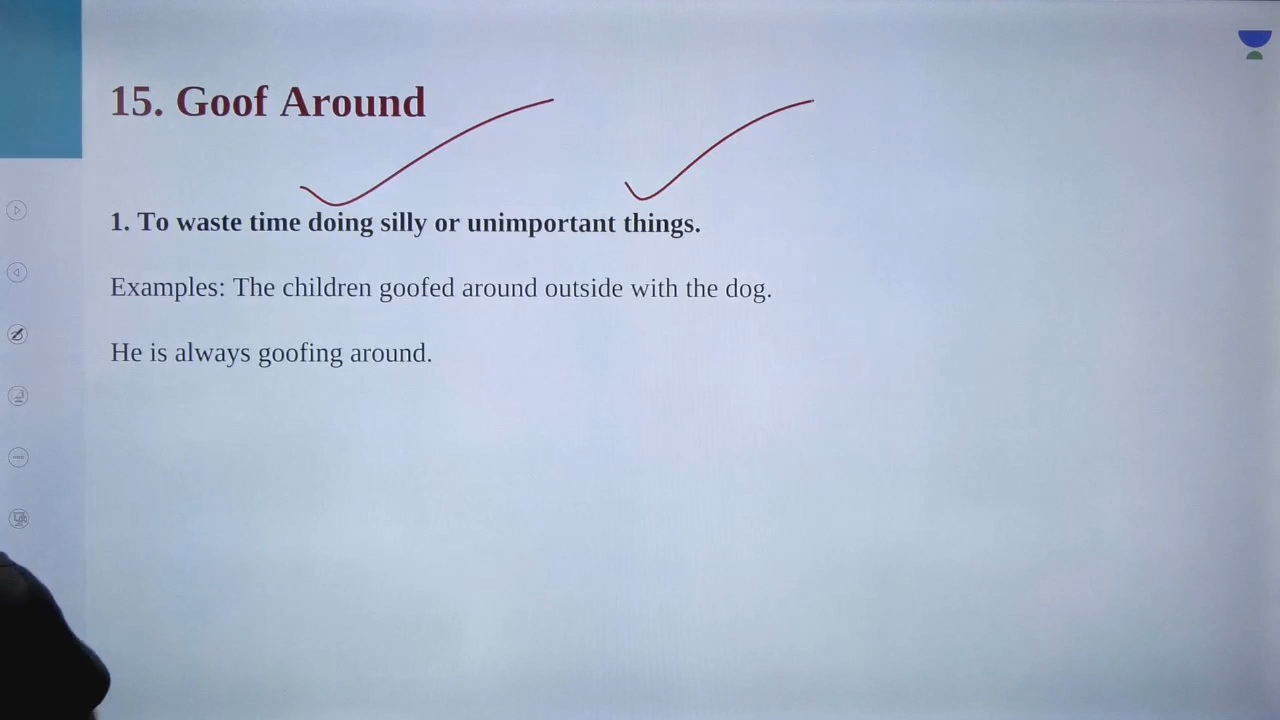 15. Goof Around
1. To waste time doing silly or unimportant things.
Examples: The children goofed around outside with the dog.
He is always goofing around.